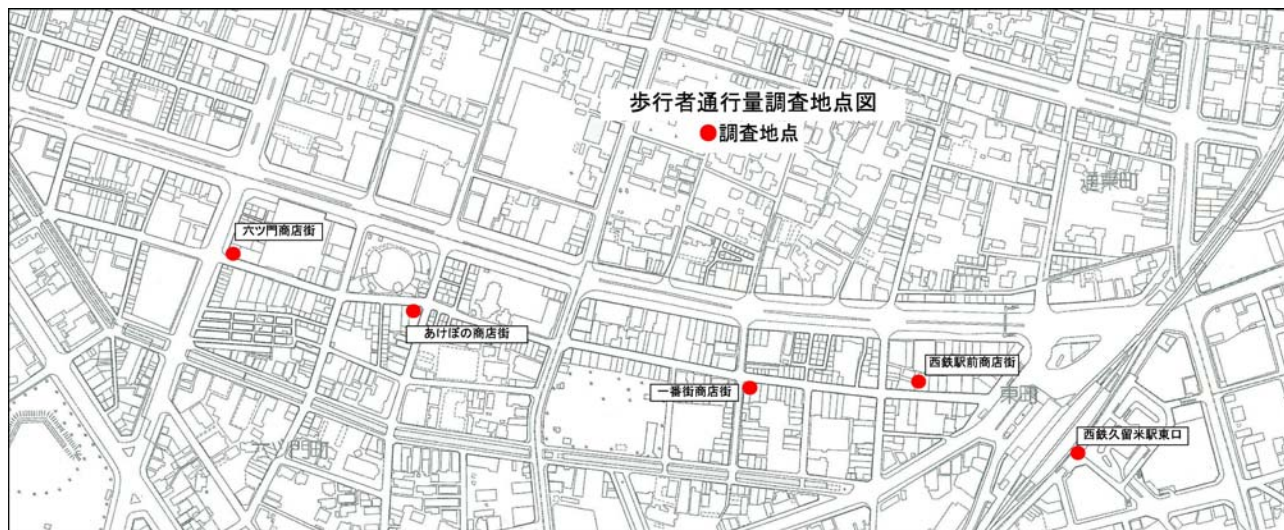 歩行者通行量調査地点図
●調査地点
通東町
六ツ門商店街
あけぼの商店街
西鉄駅前商店街
一番街商店街
東町
西鉄久留米駅東口
六ツ門町